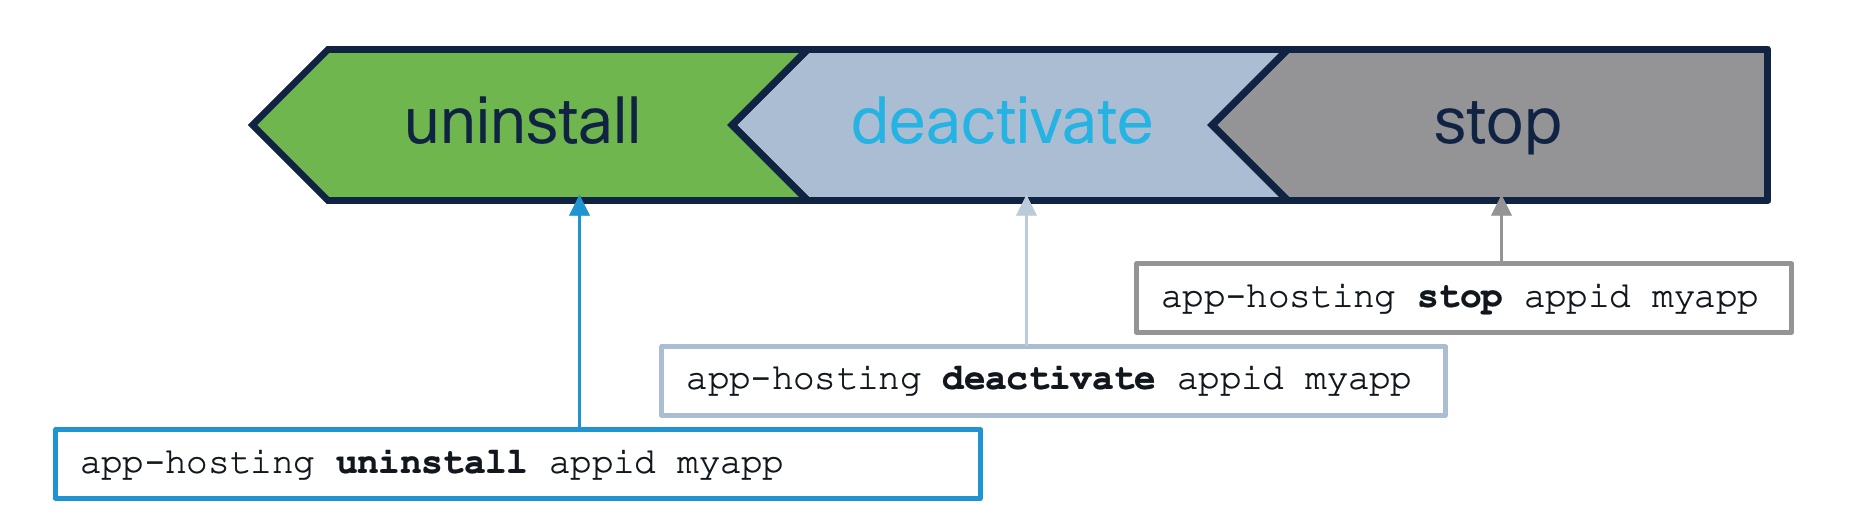 uninstall
deactivate
stop
app-hosting stop appid myapp
app-hosting deactivate appid myapp
app-hosting uninstall appid myapp